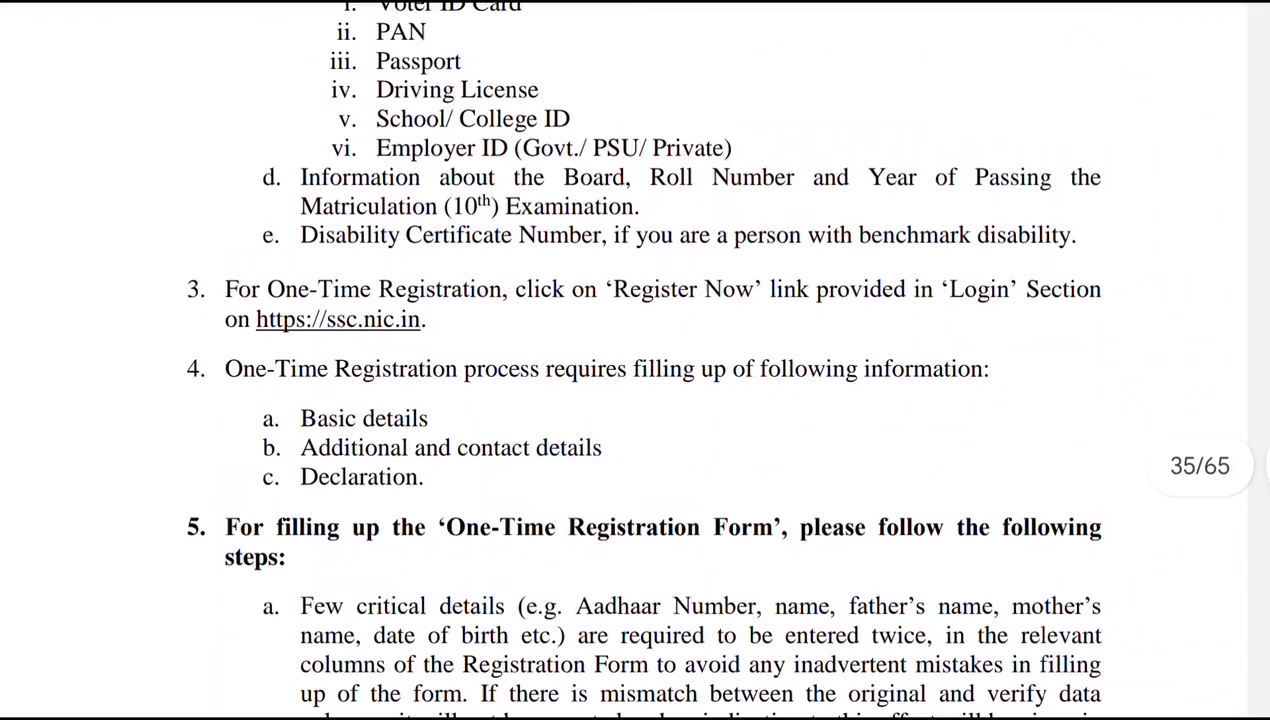 i. Voter ID Card
ii. PAN
iii. Passport
iv. Driving License
v. School/ College ID
vi. Employer ID (Govt./ PSU/ Private)
d. Information about the Board, Roll Number and Year of Passing the
Matriculation (10th) Examination.
e. Disability Certificate Number, if you are a person with benchmark disability.
3. For One-Time Registration, click on ‘Register Now’ link provided in ‘Login’ Section
on https://ssc.nic.in.
4. One-Time Registration process requires filling up of following information:
a. Basic details
b. Additional and contact details
c. Declaration.
35/65
5. For filling up the ‘One-Time Registration Form’, please follow the following
steps:
a. Few critical details (e.g. Aadhaar Number, name, father’s name, mother’s
name, date of birth etc.) are required to be entered twice, in the relevant
columns of the Registration Form to avoid any inadvertent mistakes in filling
up of the form. If there is mismatch between the original and verify data